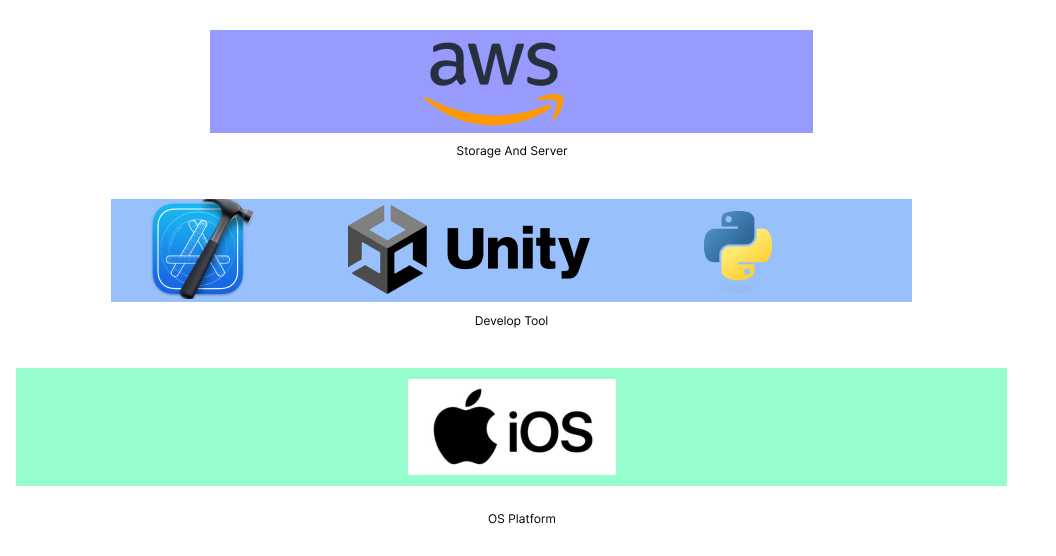 aws
Storage And Server
Unity
Develop Tool
iOS
OS Platform